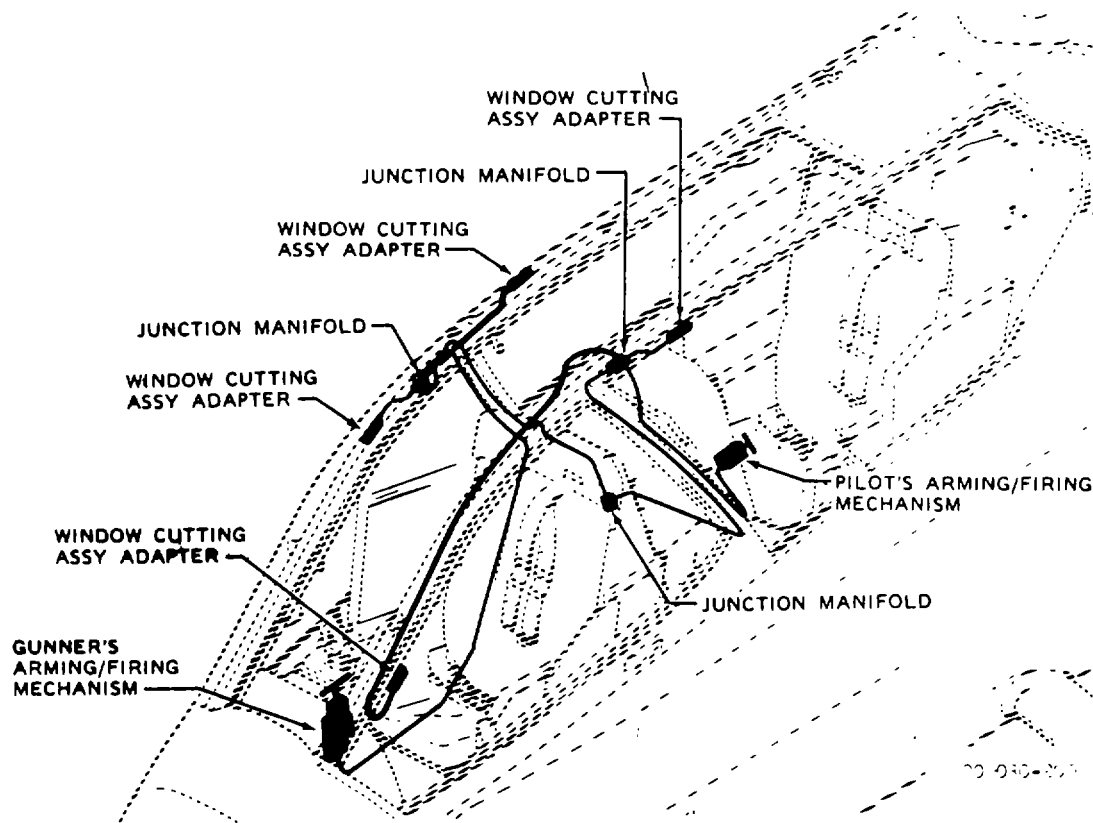 WINDOW CUTTING
ASSY ADAPTER
JUNCTION MANIFOLD
WINDOW CUTTING
ASSY ADAPTER
JUNCTION MANIFOLD
WINDOW CUTTING
ASSY ADAPTER
PILOT'S ARMING/FIRING
MECHANISM
WINDOW CUTTING
ASSY ADAPTER
JUNCTION MANIFOLD
GUNNER'S
ARMING/FIRING
MECHANISM